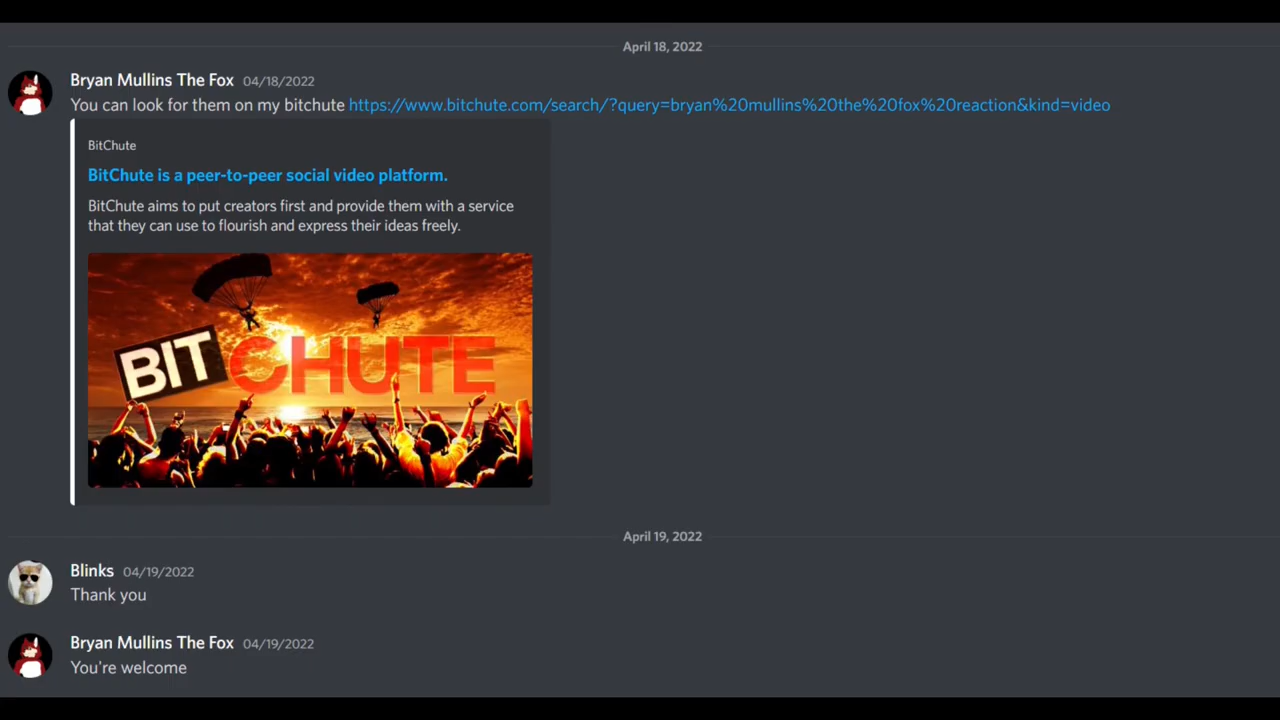 April 18, 2022
Bryan Mullins The Fox 04/18/2022
You can look for them on my bitchute https://www.bitchute.com/search/?query=bryan%20mullins%20the%20fox%20reaction&kind=video
BitChute
BitChute is a peer-to-peer social video platform.
BitChute aims to put creators first and provide them with a service
that they can use to flourish and express their ideas freely.
BITCHUTE
April 19, 2022
Blinks 04/19/2022
Thank you
Bryan Mullins The Fox 04/19/2022
You're welcome